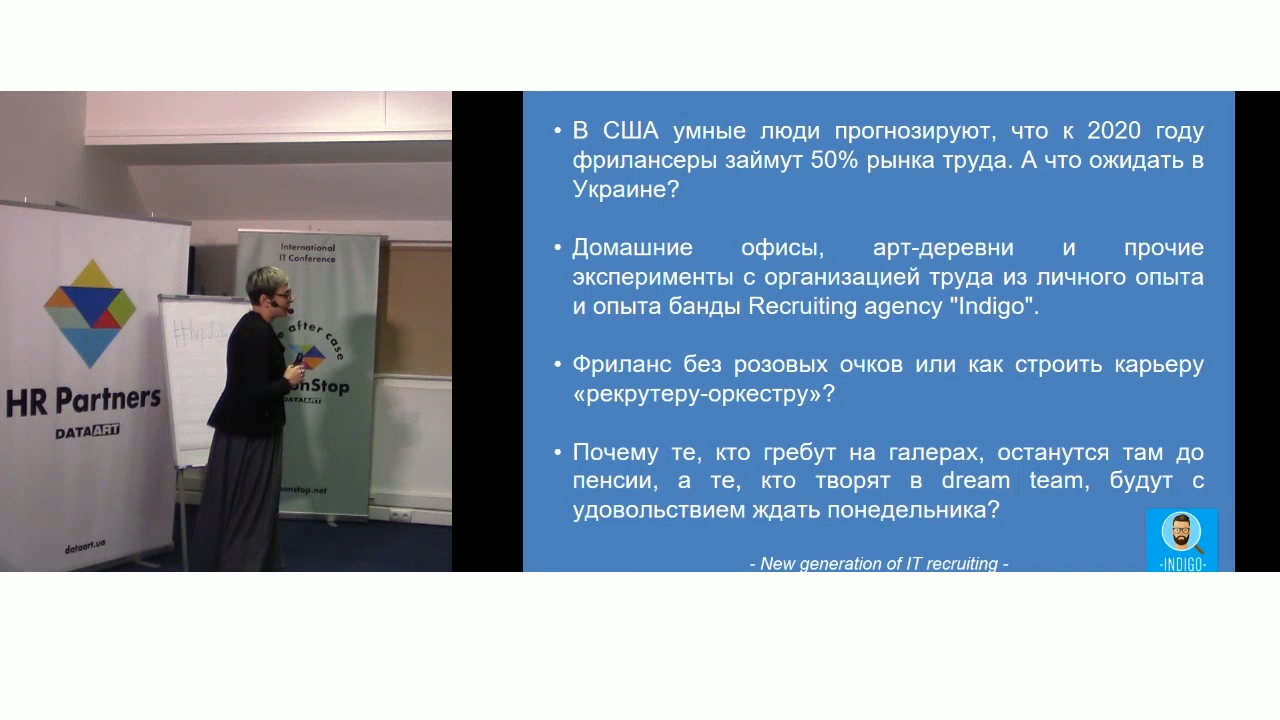 International
IT Conference
e after case
onStop
DATAART
onstop.net
HR Partners
DATAART
dataart.ua
• В США умные люди прогнозируют, что к 2020 году
фрилансеры займут 50% рынка труда. А что ожидать в
Украине?
• Домашние офисы, арт-деревни и прочие
эксперименты с организацией труда из личного опыта
и опыта банды Recruiting agency "Indigo".
• Фриланс без розовых очков или как строить карьеру
«рекрутеру-оркестру»?
• Почему те, кто гребут на галерах, останутся там до
пенсии, а те, кто творят в dream team, будут с
удовольствием ждать понедельника?
- New generation of IT recruiting -
·INDIGO·